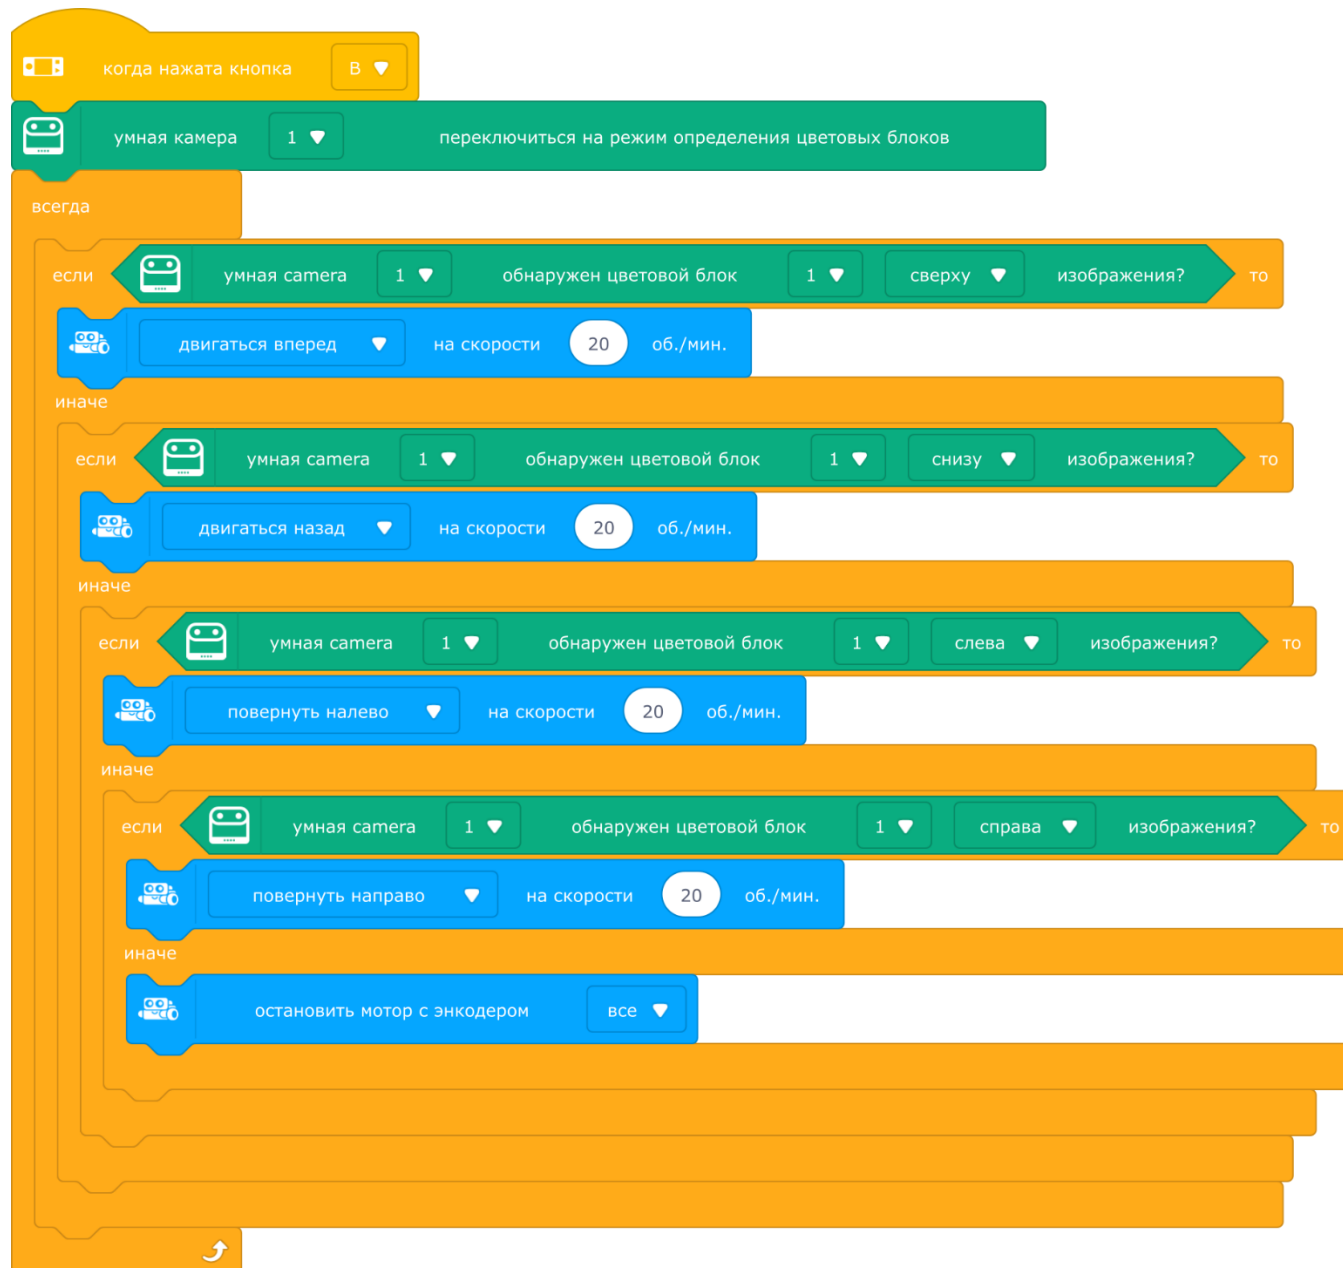 когда нажата кнопка B
умная камера 1 переключиться на режим определения цветовых блоков
всегда
если умная camera 1 обнаружен цветовой блок 1 сверху изображения? то
двигаться вперед на скорости 20 об./мин.
иначе
если умная camera 1 обнаружен цветовой блок 1 снизу изображения? то
двигаться назад на скорости 20 об./мин.
иначе
если умная camera 1 обнаружен цветовой блок 1 слева изображения? то
повернуть налево на скорости 20 об./мин.
иначе
если умная camera 1 обнаружен цветовой блок 1 справа изображения? то
повернуть направо на скорости 20 об./мин.
иначе
остановить мотор с энкодером все